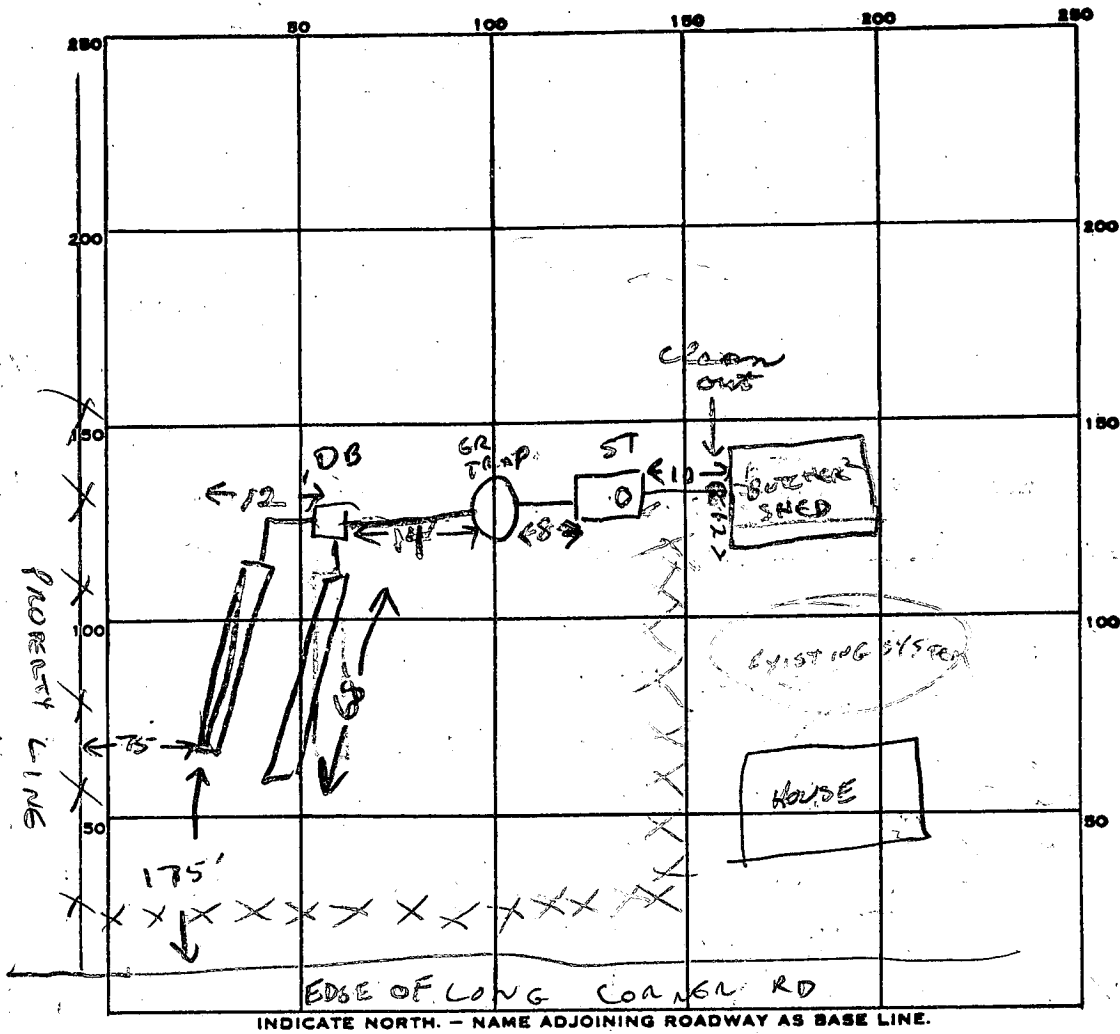 50 100 150 200 250
250
200 200
Clean
out
150 150
DB
GR
TRAP
ST
12
10
BUTCHER
SHED
14
8
PROPERTY LINE
100 100
EXISTING SYSTEM
68
75
HOUSE
50 50
175'
EDGE OF LONG CORNER RD
INDICATE NORTH. — NAME ADJOINING ROADWAY AS BASE LINE.